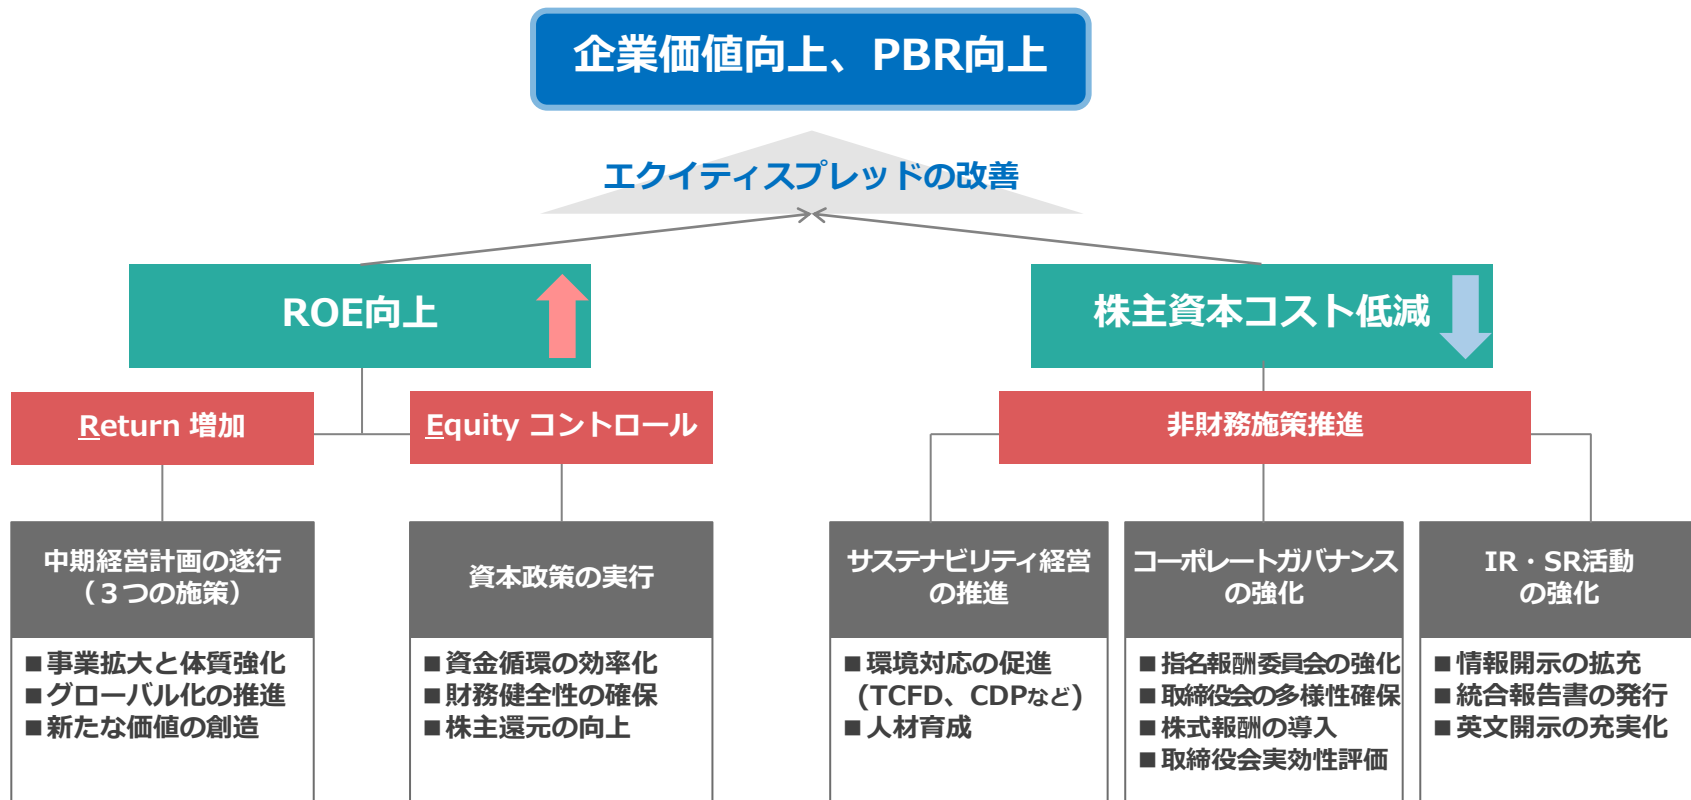 企業価値向上、PBR向上
エクイティスプレッドの改善
ROE向上
株主資本コスト低減
Return 増加
Equity コントロール
非財務施策推進
中期経営計画の遂行
（３つの施策）
■事業拡大と体質強化
■グローバル化の推進
■新たな価値の創造
資本政策の実行
■資金循環の効率化
■財務健全性の確保
■株主還元の向上
サステナビリティ経営
の推進
■環境対応の促進
(TCFD、CDPなど)
■人材育成
コーポレートガバナンス
の強化
■指名報酬委員会の強化
■取締役会の多様性確保
■株式報酬の導入
■取締役会実効性評価
IR・SR活動
の強化
■情報開示の拡充
■統合報告書の発行
■英文開示の充実化